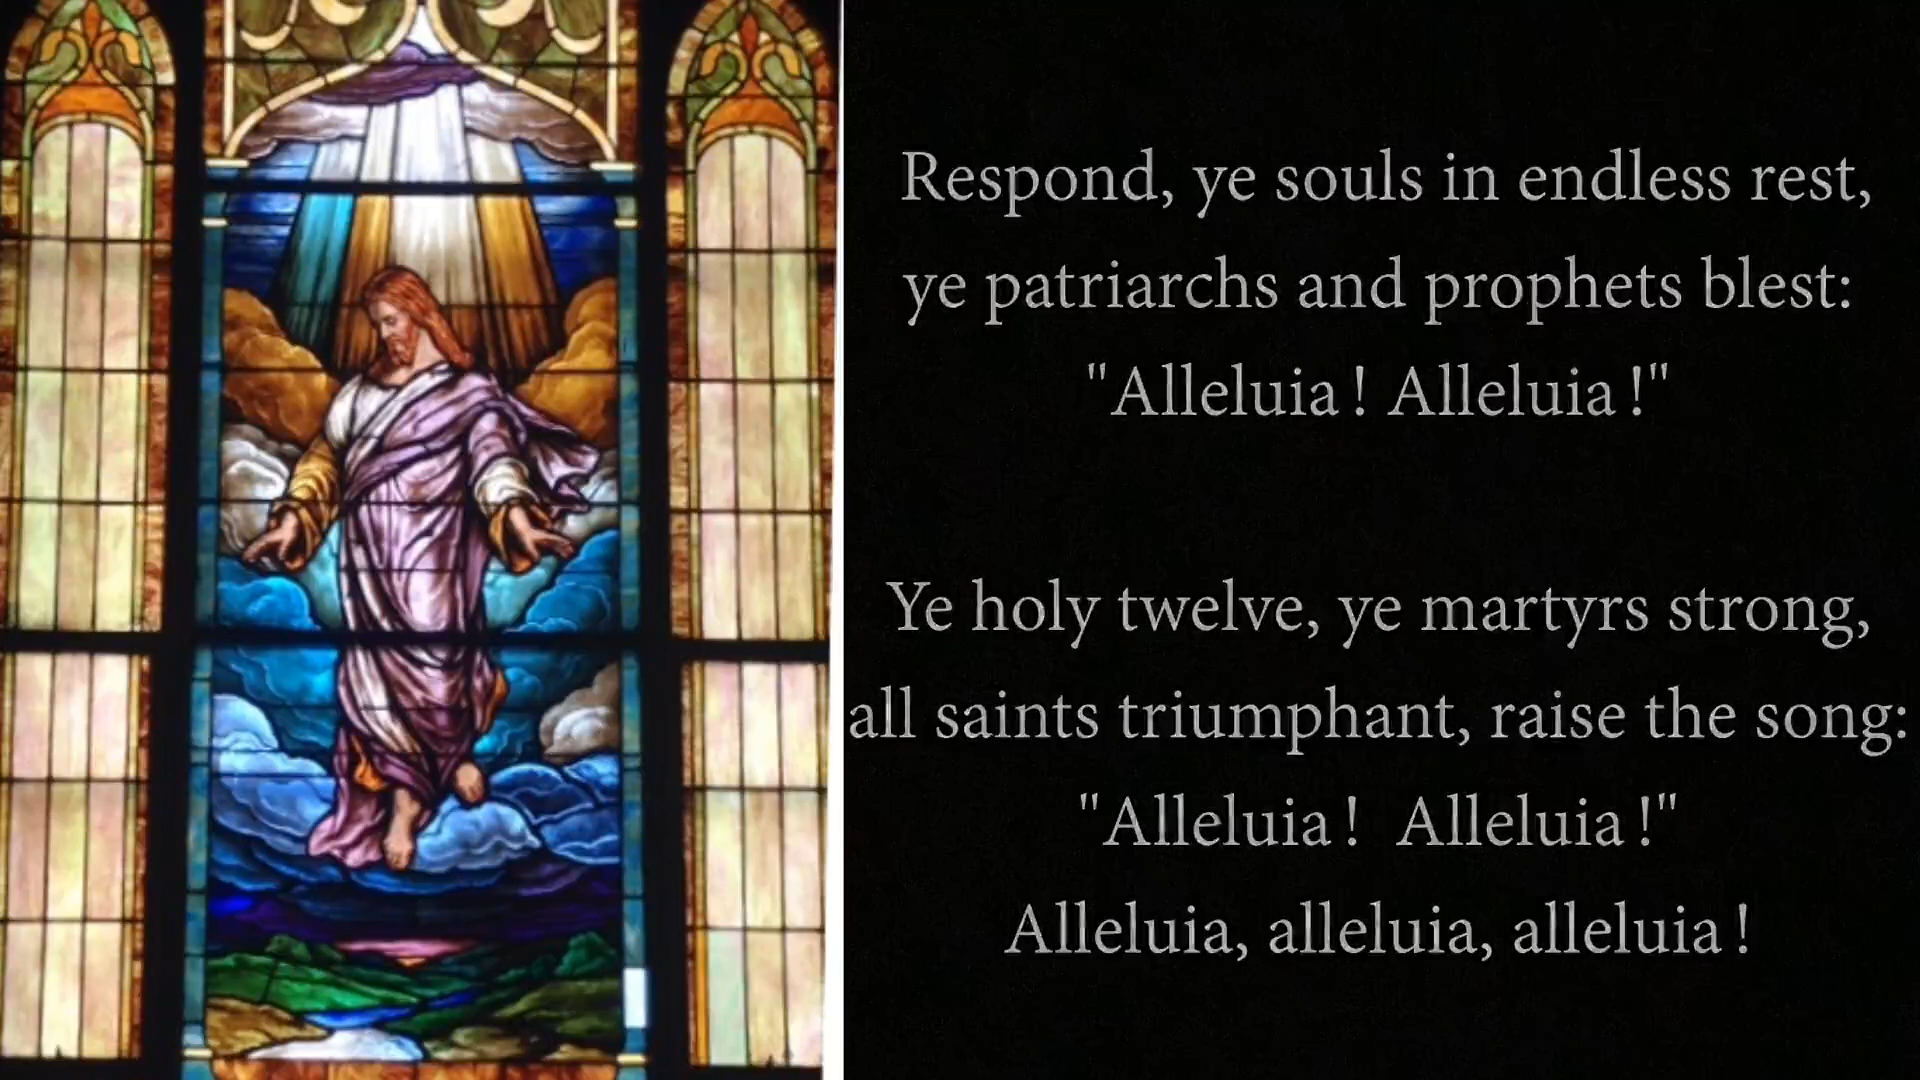 Respond, ye souls in endless rest,
ye patriarchs and prophets blest:
"Alleluia! Alleluia!"
Ye holy twelve, ye martyrs strong,
all saints triumphant, raise the song:
"Alleluia!  Alleluia!"
Alleluia, alleluia, alleluia!